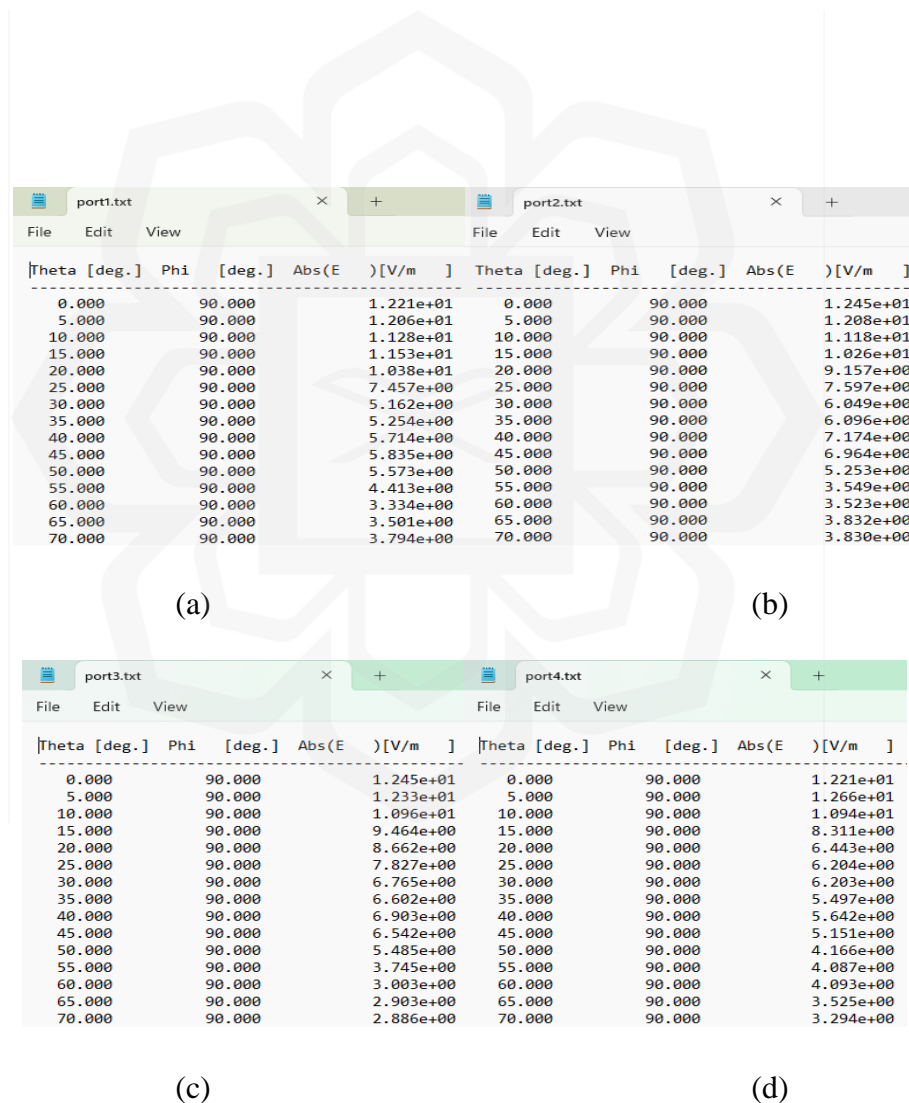 port1.txt × +
File Edit View
Theta [deg.] Phi [deg.] Abs(E )[V/m ]
0.000 90.000 1.221e+01
5.000 90.000 1.206e+01
10.000 90.000 1.128e+01
15.000 90.000 1.153e+01
20.000 90.000 1.038e+01
25.000 90.000 7.457e+00
30.000 90.000 5.162e+00
35.000 90.000 5.254e+00
40.000 90.000 5.714e+00
45.000 90.000 5.835e+00
50.000 90.000 5.573e+00
55.000 90.000 4.413e+00
60.000 90.000 3.334e+00
65.000 90.000 3.501e+00
70.000 90.000 3.794e+00
(a)
port2.txt × +
File Edit View
Theta [deg.] Phi [deg.] Abs(E )[V/m ]
0.000 90.000 1.245e+01
5.000 90.000 1.208e+01
10.000 90.000 1.118e+01
15.000 90.000 1.026e+01
20.000 90.000 9.157e+00
25.000 90.000 7.597e+00
30.000 90.000 6.049e+00
35.000 90.000 6.096e+00
40.000 90.000 7.174e+00
45.000 90.000 6.964e+00
50.000 90.000 5.253e+00
55.000 90.000 3.549e+00
60.000 90.000 3.523e+00
65.000 90.000 3.832e+00
70.000 90.000 3.830e+00
(b)
port3.txt × +
File Edit View
Theta [deg.] Phi [deg.] Abs(E )[V/m ]
0.000 90.000 1.245e+01
5.000 90.000 1.233e+01
10.000 90.000 1.096e+01
15.000 90.000 9.464e+00
20.000 90.000 8.662e+00
25.000 90.000 7.827e+00
30.000 90.000 6.765e+00
35.000 90.000 6.602e+00
40.000 90.000 6.903e+00
45.000 90.000 6.542e+00
50.000 90.000 5.485e+00
55.000 90.000 3.745e+00
60.000 90.000 3.003e+00
65.000 90.000 2.903e+00
70.000 90.000 2.886e+00
(c)
port4.txt × +
File Edit View
Theta [deg.] Phi [deg.] Abs(E )[V/m ]
0.000 90.000 1.221e+01
5.000 90.000 1.266e+01
10.000 90.000 1.094e+01
15.000 90.000 8.311e+00
20.000 90.000 6.443e+00
25.000 90.000 6.204e+00
30.000 90.000 6.203e+00
35.000 90.000 5.497e+00
40.000 90.000 5.642e+00
45.000 90.000 5.151e+00
50.000 90.000 4.166e+00
55.000 90.000 4.087e+00
60.000 90.000 4.093e+00
65.000 90.000 3.525e+00
70.000 90.000 3.294e+00
(d)